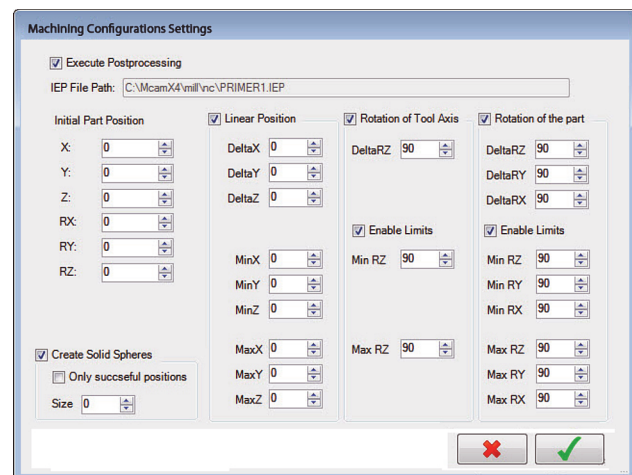 Machining Configurations Settings
Execute Postprocessing
IEP File Path: C:\McamX4\mill\nc\PRIMER1.IEP
Initial Part Position
X: 0
Y: 0
Z: 0
RX: 0
RY: 0
RZ: 0
Create Solid Spheres
Only succseful positions
Size 0
Linear Position
DeltaX 0
DeltaY 0
DeltaZ 0
MinX 0
MinY 0
MinZ 0
MaxX 0
MaxY 0
MaxZ 0
Rotation of Tool Axis
DeltaRZ 90
Enable Limits
Min RZ 90
Max RZ 90
Rotation of the part
DeltaRZ 90
DeltaRY 90
DeltaRX 90
Enable Limits
Min RZ 90
Min RY 90
Min RX 90
Max RZ 90
Max RY 90
Max RX 90